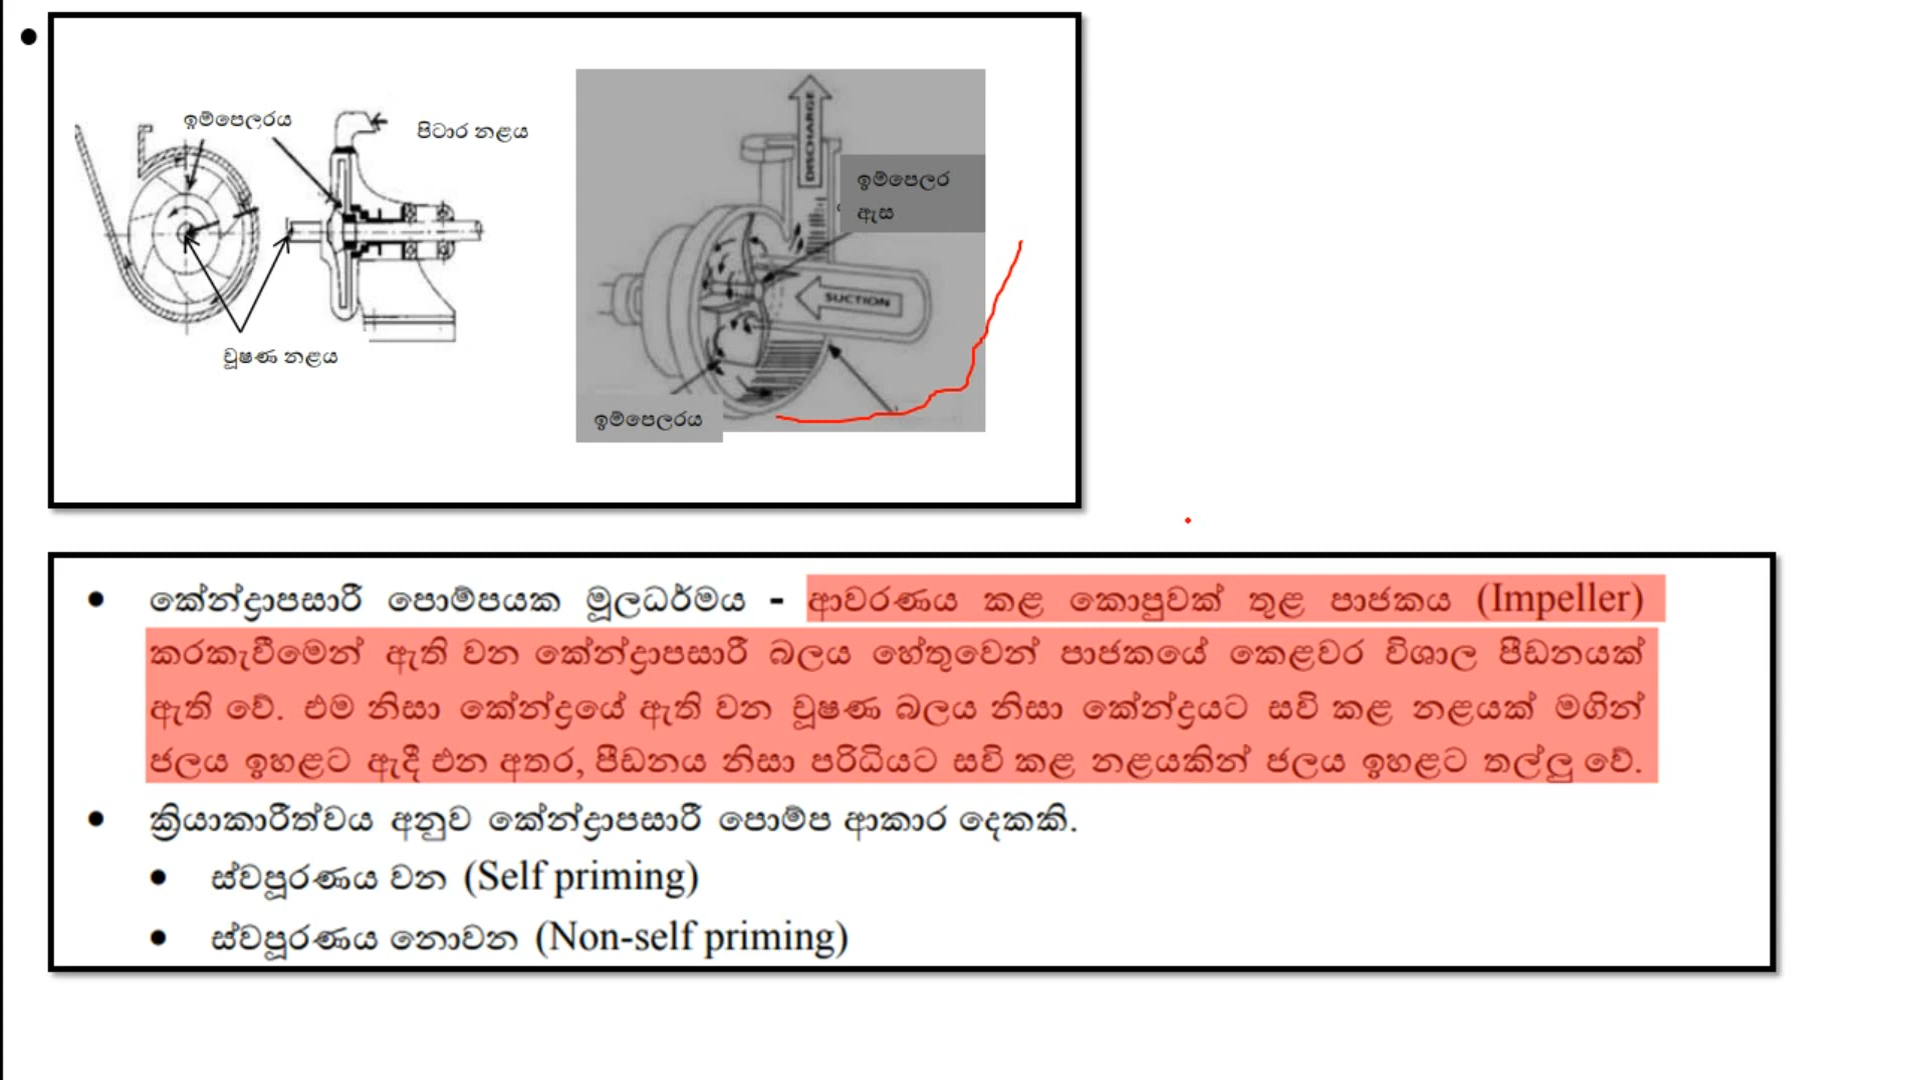 ඉම්පෙලරය
පිටාර නළය
චූෂණ නළය
DISCHARGE
ඉම්පෙලර
ඇස
SUCTION
ඉම්පෙලරය
• කේන්ද්‍රාපසාරී පොම්පයක මූලධර්මය - ආවරණය කළ කොපුවක් තුළ පාජකය (Impeller)
කරකැවීමෙන් ඇති වන කේන්ද්‍රාපසාරී බලය හේතුවෙන් පාජකයේ කෙළවර විශාල පීඩනයක්
ඇති වේ. එම නිසා කේන්ද්‍රයේ ඇති වන චූෂණ බලය නිසා කේන්ද්‍රයට සවි කළ නළයක් මගින්
ජලය ඉහළට ඇදී එන අතර, පීඩනය නිසා පරිධියට සවි කළ නළයකින් ජලය ඉහළට තල්ලු වේ.
• ක්‍රියාකාරීත්වය අනුව කේන්ද්‍රාපසාරී පොම්ප ආකාර දෙකකි.
• ස්වපූරණය වන (Self priming)
• ස්වපූරණය නොවන (Non-self priming)